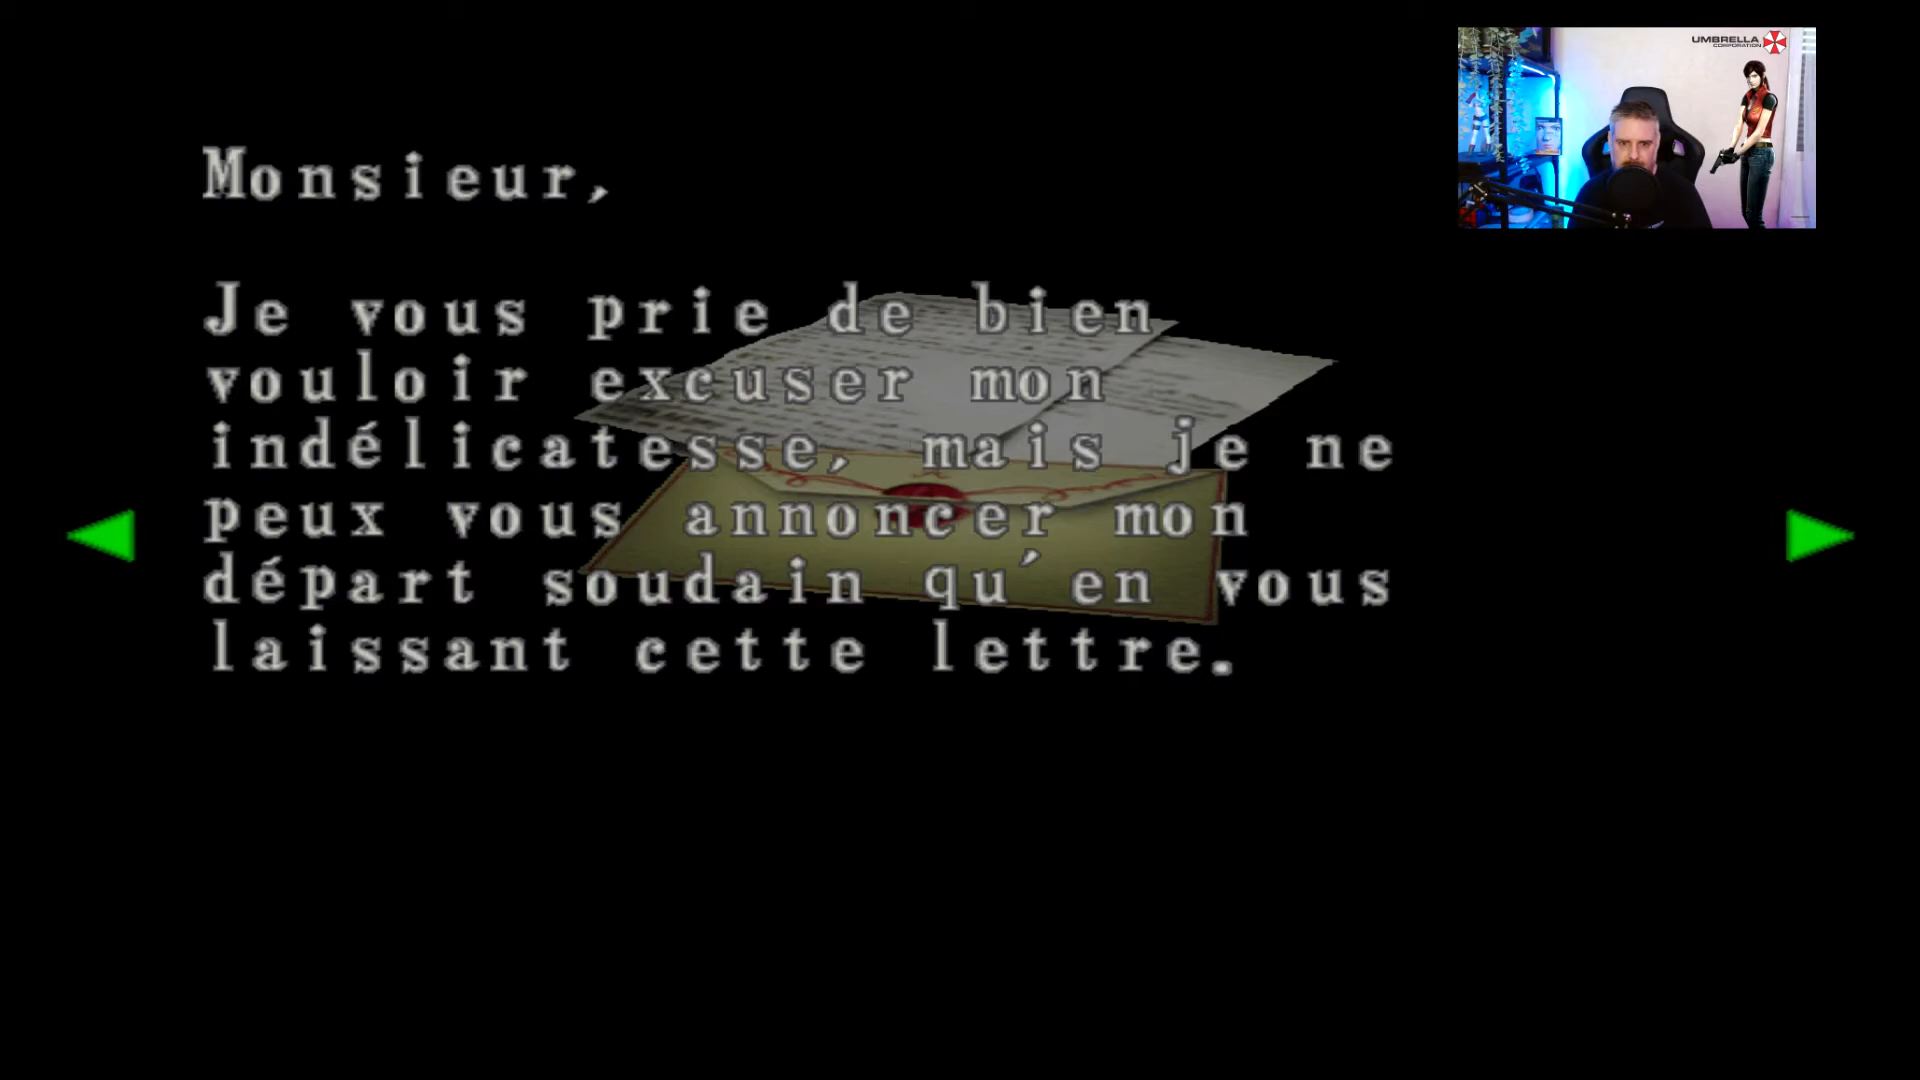 UMBRELLA
CORPORATION
Monsieur,
Je vous prie de bien
vouloir excuser mon
indélicatesse, mais je ne
peux vous annoncer mon
départ soudain qu'en vous
laissant cette lettre.